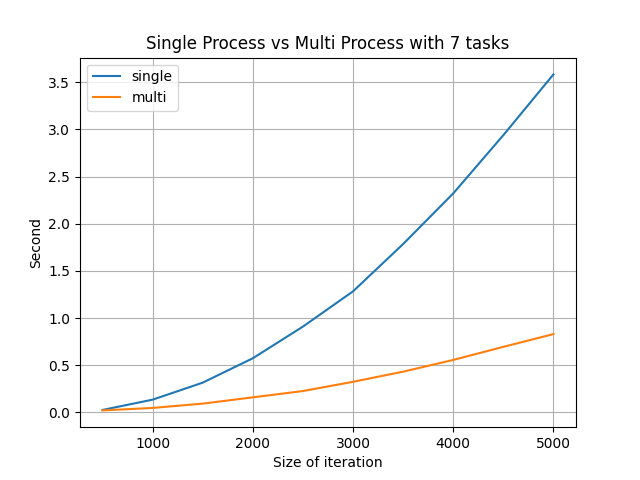 Single Process vs Multi Process with 7 tasks
single
multi
Second
3.5
3.0
2.5
2.0
1.5
1.0
0.5
0.0
1000 2000 3000 4000 5000
Size of iteration